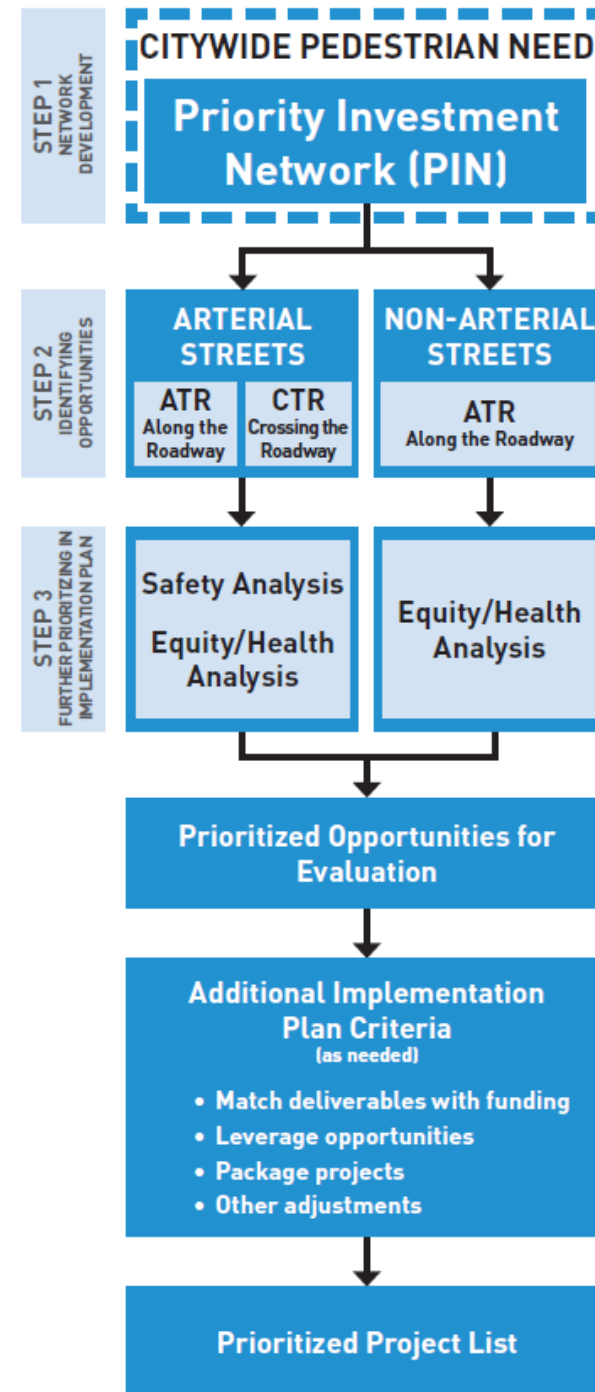 STEP 1
NETWORK
DEVELOPMENT
CITYWIDE PEDESTRIAN NEED
Priority Investment
Network (PIN)
STEP 2
IDENTIFYING
OPPORTUNITIES
ARTERIAL
STREETS
ATR
Along the
Roadway
CTR
Crossing the
Roadway
NON-ARTERIAL
STREETS
ATR
Along the Roadway
STEP 3
FURTHER PRIORITIZING IN
IMPLEMENTATION PLAN
Safety Analysis
Equity/Health
Analysis
Equity/Health
Analysis
Prioritized Opportunities for
Evaluation
Additional Implementation
Plan Criteria
(as needed)
• Match deliverables with funding
• Leverage opportunities
• Package projects
• Other adjustments
Prioritized Project List